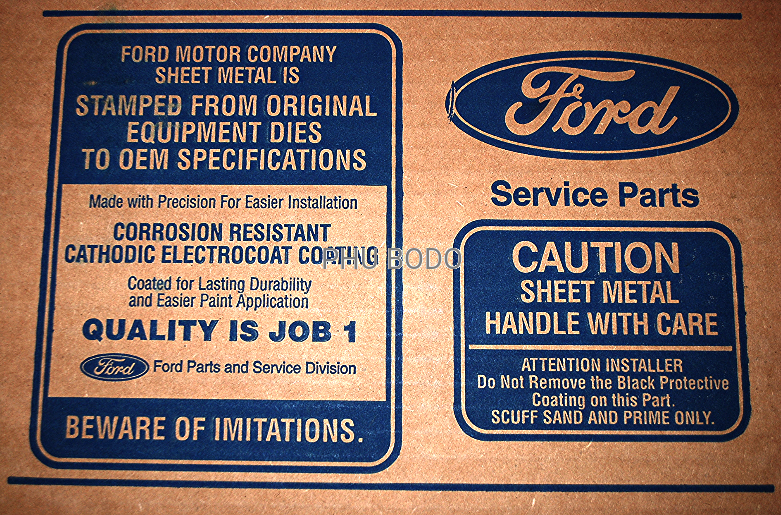 FORD MOTOR COMPANY
SHEET METAL IS
STAMPED FROM ORIGINAL
EQUIPMENT DIES
TO OEM SPECIFICATIONS
Made with Precision For Easier Installation
CORROSION RESISTANT
CATHODIC ELECTROCOAT COATING
Coated for Lasting Durability
and Easier Paint Application
QUALITY IS JOB 1
Ford Ford Parts and Service Division
BEWARE OF IMITATIONS.
PHU BODO
Ford
Service Parts
CAUTION
SHEET METAL
HANDLE WITH CARE
ATTENTION INSTALLER
Do Not Remove the Black Protective
Coating on this Part.
SCUFF SAND AND PRIME ONLY.